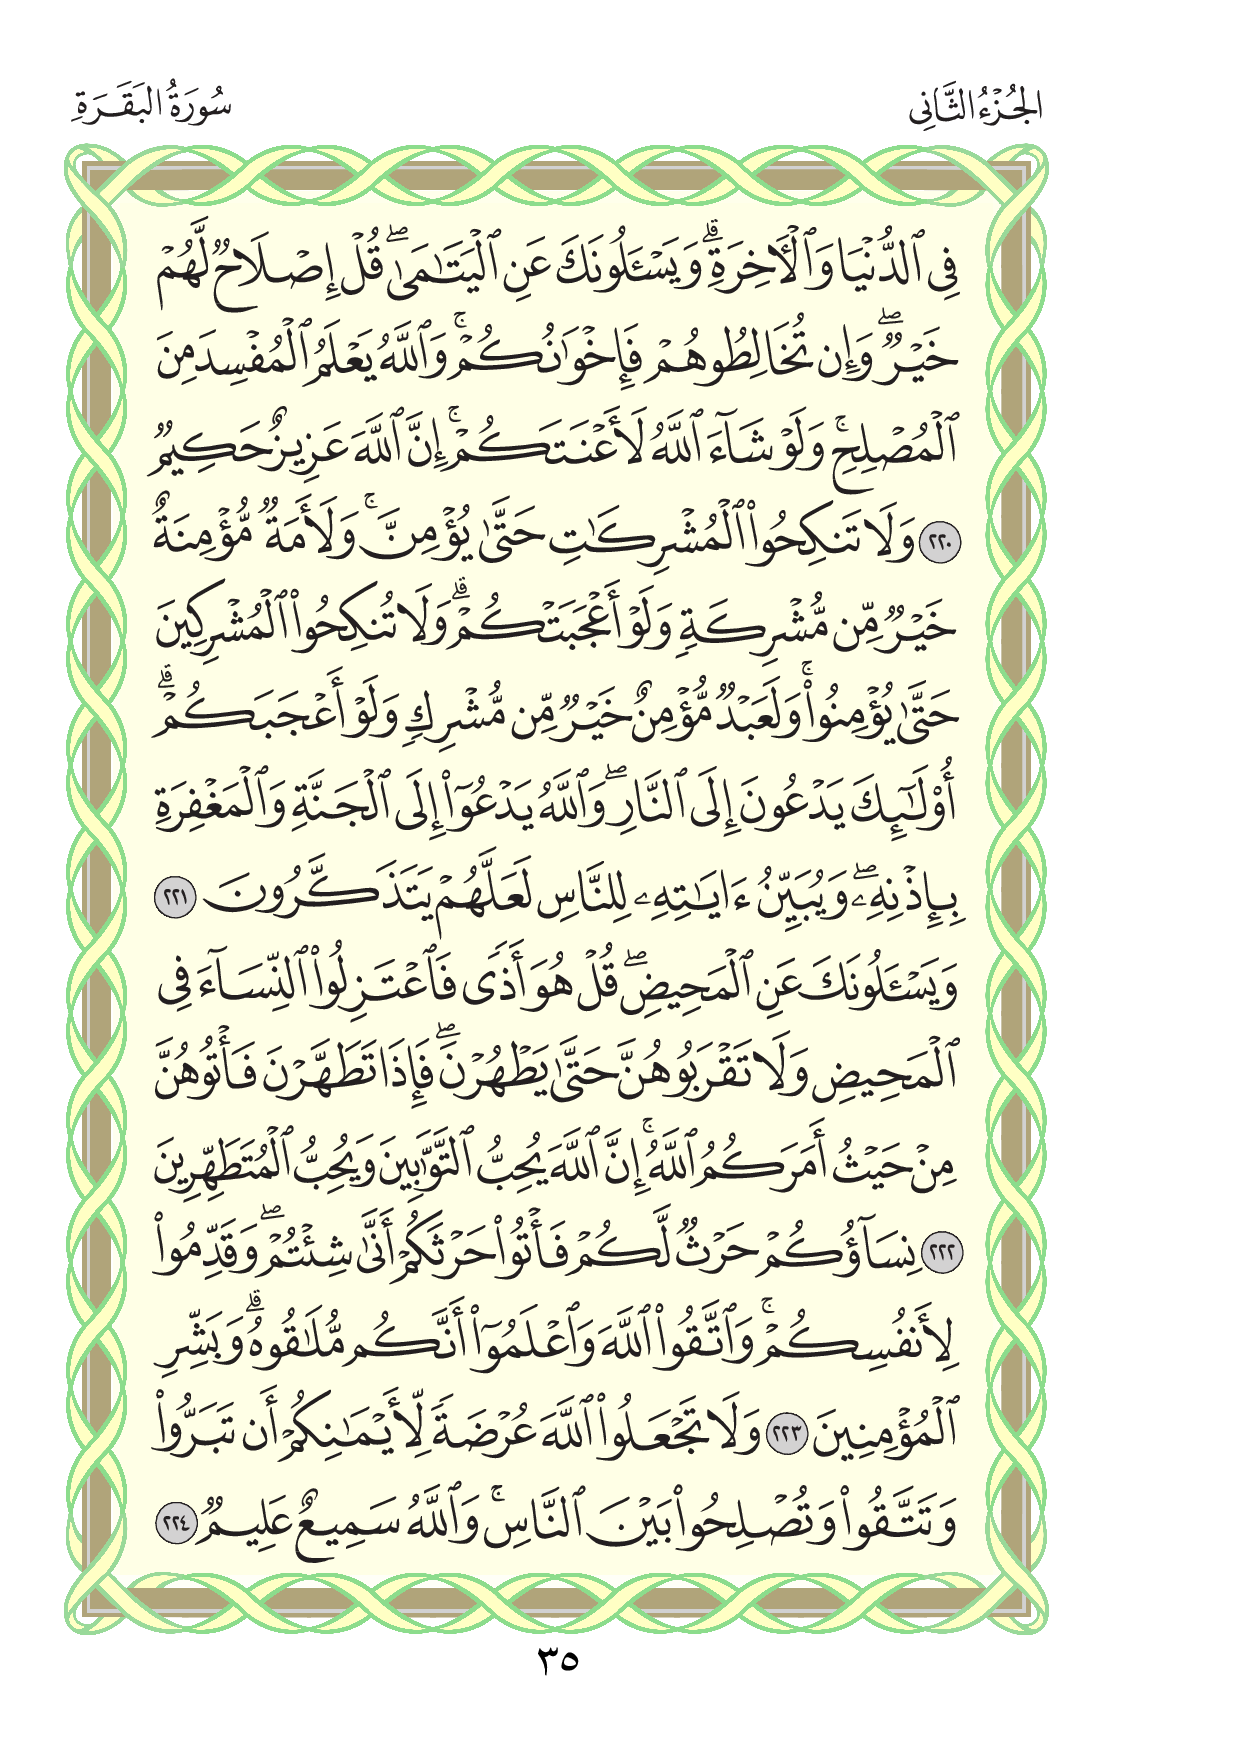 الجُزْءُ الثَّانِي
سُورَةُ البَقَرَةِ
فِى ٱلدُّنْيَا وَٱلْأَخِرَةِ ۗ وَيَسْـَٔلُونَكَ عَنِ ٱلْيَتَـٰمَىٰ ۖ قُلْ إِصْلَاحٌ لَّهُمْ
خَيْرٌ ۖ وَإِن تُخَالِطُوهُمْ فَإِخْوَٰنُكُمْ ۚ وَٱللَّهُ يَعْلَمُ ٱلْمُفْسِدَ مِنَ
ٱلْمُصْلِحِ ۚ وَلَوْ شَآءَ ٱللَّهُ لَأَعْنَتَكُمْ ۚ إِنَّ ٱللَّهَ عَزِيزٌ حَكِيمٌ
٢٢٠ وَلَا تَنكِحُوا۟ ٱلْمُشْرِكَـٰتِ حَتَّىٰ يُؤْمِنَّ ۚ وَلَأَمَةٌ مُّؤْمِنَةٌ
خَيْرٌ مِّن مُّشْرِكَةٍ وَلَوْ أَعْجَبَتْكُمْ ۗ وَلَا تُنكِحُوا۟ ٱلْمُشْرِكِينَ
حَتَّىٰ يُؤْمِنُوا۟ ۚ وَلَعَبْدٌ مُّؤْمِنٌ خَيْرٌ مِّن مُّشْرِكٍ وَلَوْ أَعْجَبَكُمْ ۗ
أُو۟لَـٰٓئِكَ يَدْعُونَ إِلَى ٱلنَّارِ ۖ وَٱللَّهُ يَدْعُوٓا۟ إِلَى ٱلْجَنَّةِ وَٱلْمَغْفِرَةِ
بِإِذْنِهِۦ ۖ وَيُبَيِّنُ ءَايَـٰتِهِۦ لِلنَّاسِ لَعَلَّهُمْ يَتَذَكَّرُونَ ٢٢١
وَيَسْـَٔلُونَكَ عَنِ ٱلْمَحِيضِ ۖ قُلْ هُوَ أَذًى فَٱعْتَزِلُوا۟ ٱلنِّسَآءَ فِى
ٱلْمَحِيضِ وَلَا تَقْرَبُوهُنَّ حَتَّىٰ يَطْهُرْنَ ۖ فَإِذَا تَطَهَّرْنَ فَأْتُوهُنَّ
مِنْ حَيْثُ أَمَرَكُمُ ٱللَّهُ ۚ إِنَّ ٱللَّهَ يُحِبُّ ٱلتَّوَّٰبِينَ وَيُحِبُّ ٱلْمُتَطَهِّرِينَ
٢٢٢ نِسَآؤُكُمْ حَرْثٌ لَّكُمْ فَأْتُوا۟ حَرْثَكُمْ أَنَّىٰ شِئْتُمْ ۖ وَقَدِّمُوا۟
لِأَنفُسِكُمْ ۚ وَٱتَّقُوا۟ ٱللَّهَ وَٱعْلَمُوٓا۟ أَنَّكُم مُّلَـٰقُوهُ ۗ وَبَشِّرِ
ٱلْمُؤْمِنِينَ ٢٢٣ وَلَا تَجْعَلُوا۟ ٱللَّهَ عُرْضَةً لِّأَيْمَـٰنِكُمْ أَن تَبَرُّوا۟
وَتَتَّقُوا۟ وَتُصْلِحُوا۟ بَيْنَ ٱلنَّاسِ ۚ وَٱللَّهُ سَمِيعٌ عَلِيمٌ ٢٢٤
٣٥